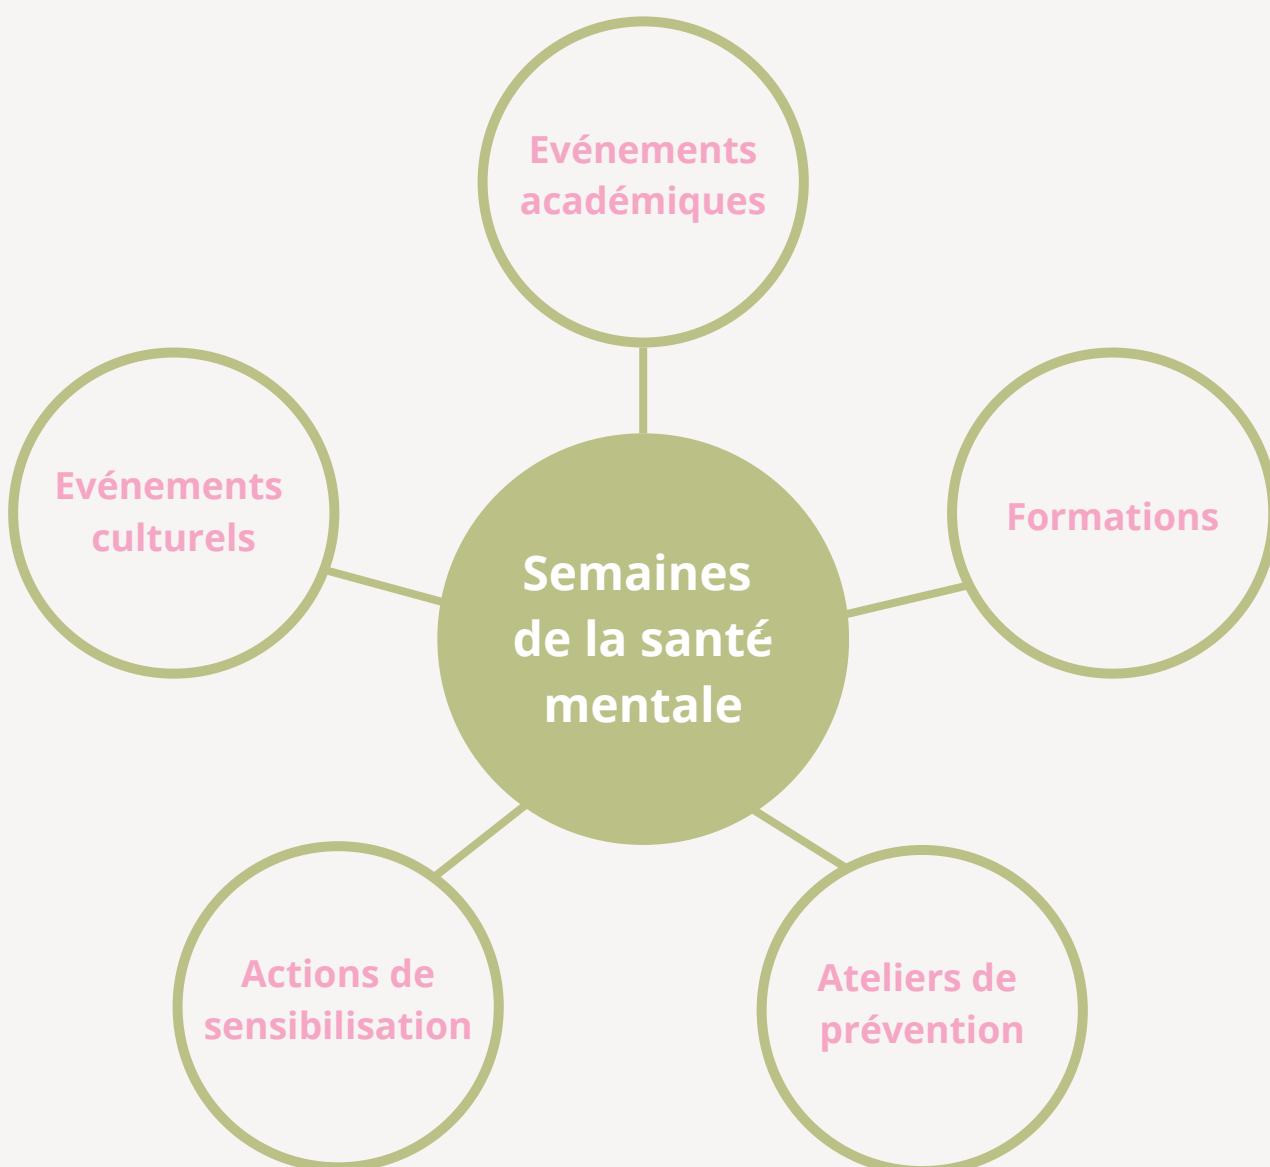 Evénements
académiques
Evénements
culturels
Formations
Semaines
de la santé
mentale
Actions de
sensibilisation
Ateliers de
prévention